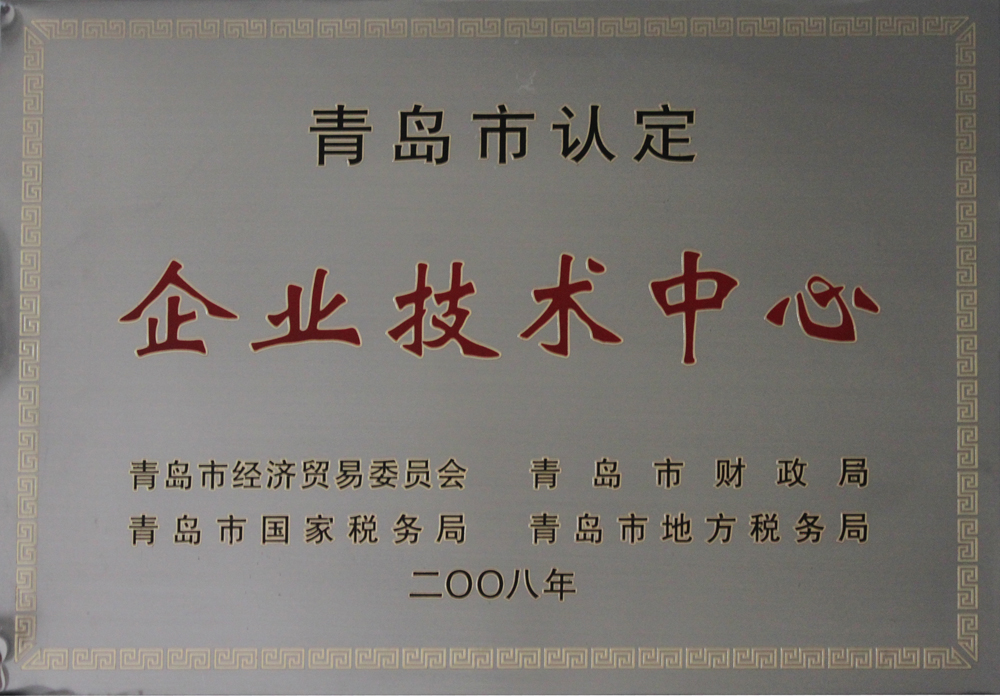 青岛市认定
企业技术中心
青岛市经济贸易委员会 青岛市财政局
青岛市国家税务局 青岛市地方税务局
二〇〇八年